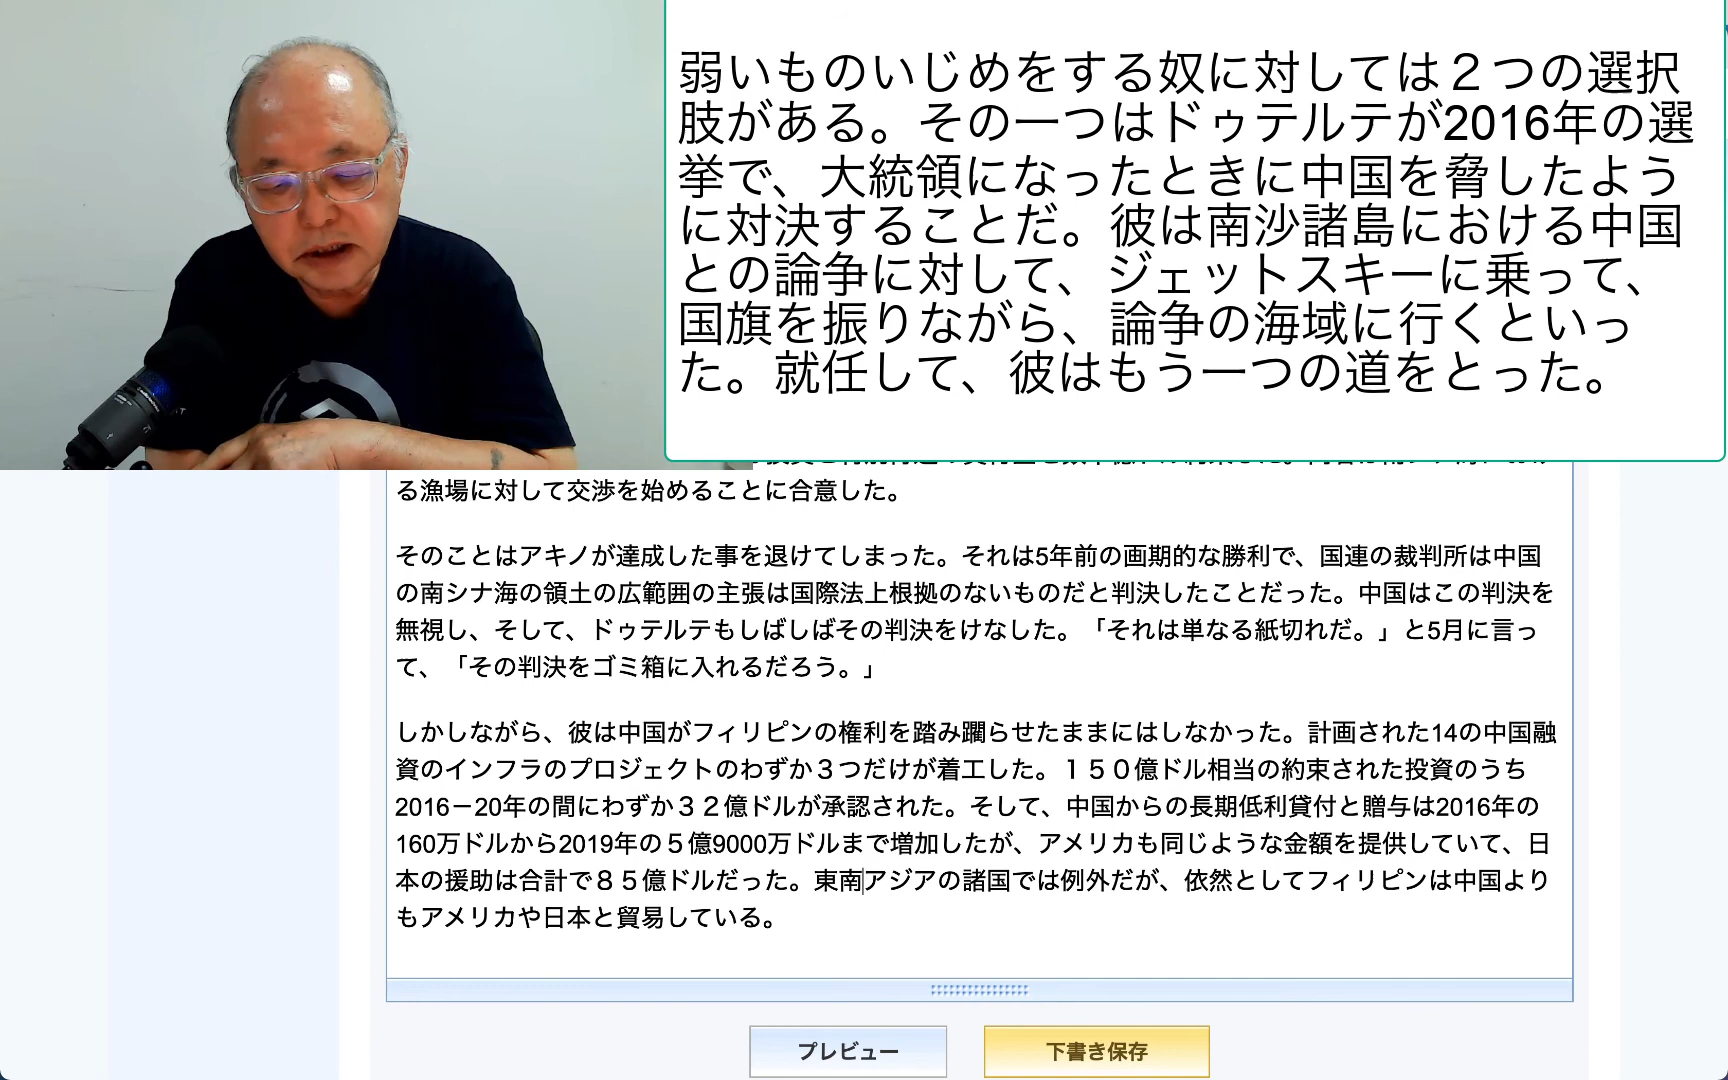 弱いものいじめをする奴に対しては２つの選択
肢がある。その一つはドゥテルテが2016年の選
挙で、大統領になったときに中国を脅したよう
に対決することだ。彼は南沙諸島における中国
との論争に対して、ジェットスキーに乗って、
国旗を振りながら、論争の海域に行くといっ
た。就任して、彼はもう一つの道をとった。
る漁場に対して交渉を始めることに合意した。
そのことはアキノが達成した事を退けてしまった。それは5年前の画期的な勝利で、国連の裁判所は中国
の南シナ海の領土の広範囲の主張は国際法上根拠のないものだと判決したことだった。中国はこの判決を
無視し、そして、ドゥテルテもしばしばその判決をけなした。「それは単なる紙切れだ。」と5月に言っ
て、「その判決をゴミ箱に入れるだろう。」
しかしながら、彼は中国がフィリピンの権利を踏み躙らせたままにはしなかった。計画された14の中国融
資のインフラのプロジェクトのわずか３つだけが着工した。１５０億ドル相当の約束された投資のうち
2016－20年の間にわずか３２億ドルが承認された。そして、中国からの長期低利貸付と贈与は2016年の
160万ドルから2019年の５億9000万ドルまで増加したが、アメリカも同じような金額を提供していて、日
本の援助は合計で８５億ドルだった。東南アジアの諸国では例外だが、依然としてフィリピンは中国より
もアメリカや日本と貿易している。
プレビュー
下書き保存